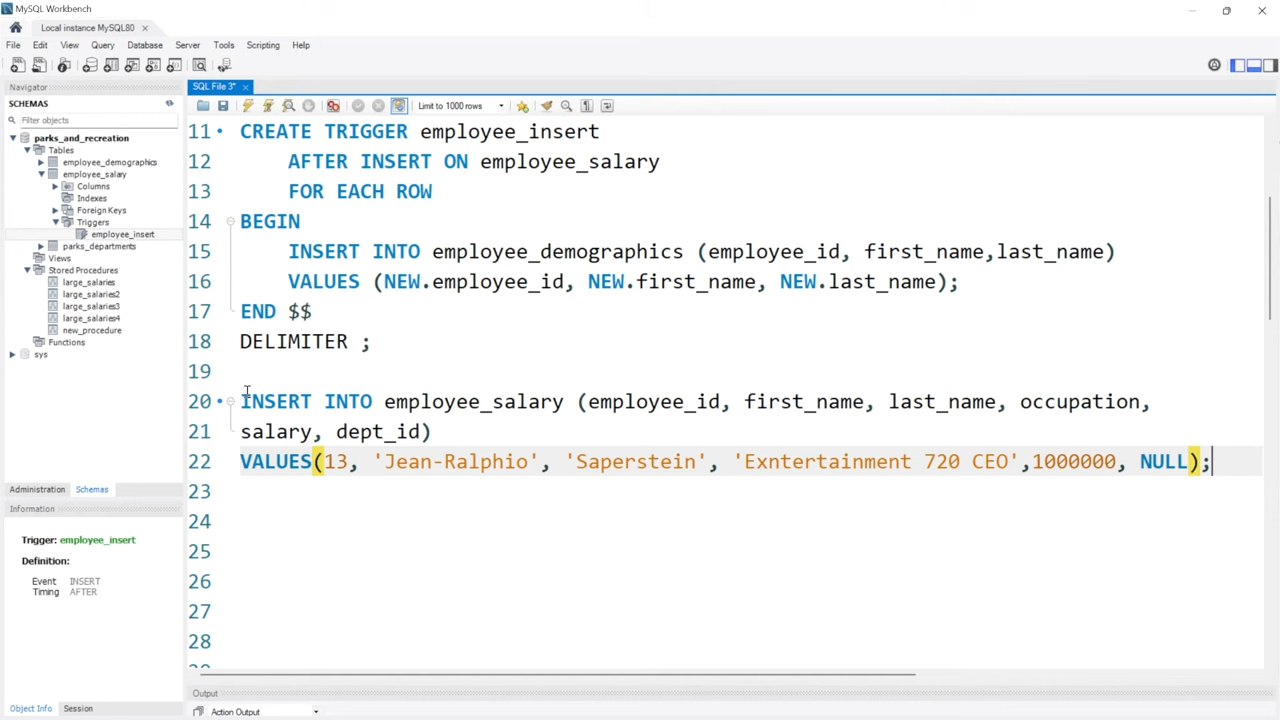 MySQL Workbench
Local instance MySQL80
File Edit View Query Database Server Tools Scripting Help
Navigator
SCHEMAS
Filter objects
parks_and_recreation
Tables
employee_demographics
employee_salary
Columns
Indexes
Foreign Keys
Triggers
employee_insert
parks_departments
Views
Stored Procedures
large_salaries
large_salaries2
large_salaries3
large_salaries4
new_procedure
Functions
sys
Administration Schemas
Information
Trigger: employee_insert
Definition:
Event INSERT
Timing AFTER
Object Info Session
SQL File 3*
Limit to 1000 rows
11 CREATE TRIGGER employee_insert
12 AFTER INSERT ON employee_salary
13 FOR EACH ROW
14 BEGIN
15 INSERT INTO employee_demographics (employee_id, first_name,last_name)
16 VALUES (NEW.employee_id, NEW.first_name, NEW.last_name);
17 END $$
18 DELIMITER ;
19
20 INSERT INTO employee_salary (employee_id, first_name, last_name, occupation,
21 salary, dept_id)
22 VALUES(13, 'Jean-Ralphio', 'Saperstein', 'Exntertainment 720 CEO',1000000, NULL);
23
24
25
26
27
28
Output
Action Output